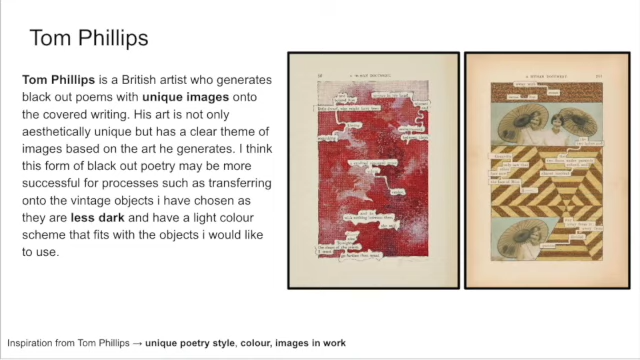 Tom Phillips
Tom Phillips is a British artist who generates
black out poems with unique images onto
the covered writing. His art is not only
aesthetically unique but has a clear theme of
images based on the art he generates. I think
this form of black out poetry may be more
successful for processes such as transferring
onto the vintage objects i have chosen as
they are less dark and have a light colour
scheme that fits with the objects i would like
to use.
Inspiration from Tom Phillips → unique poetry style, colour, images in work